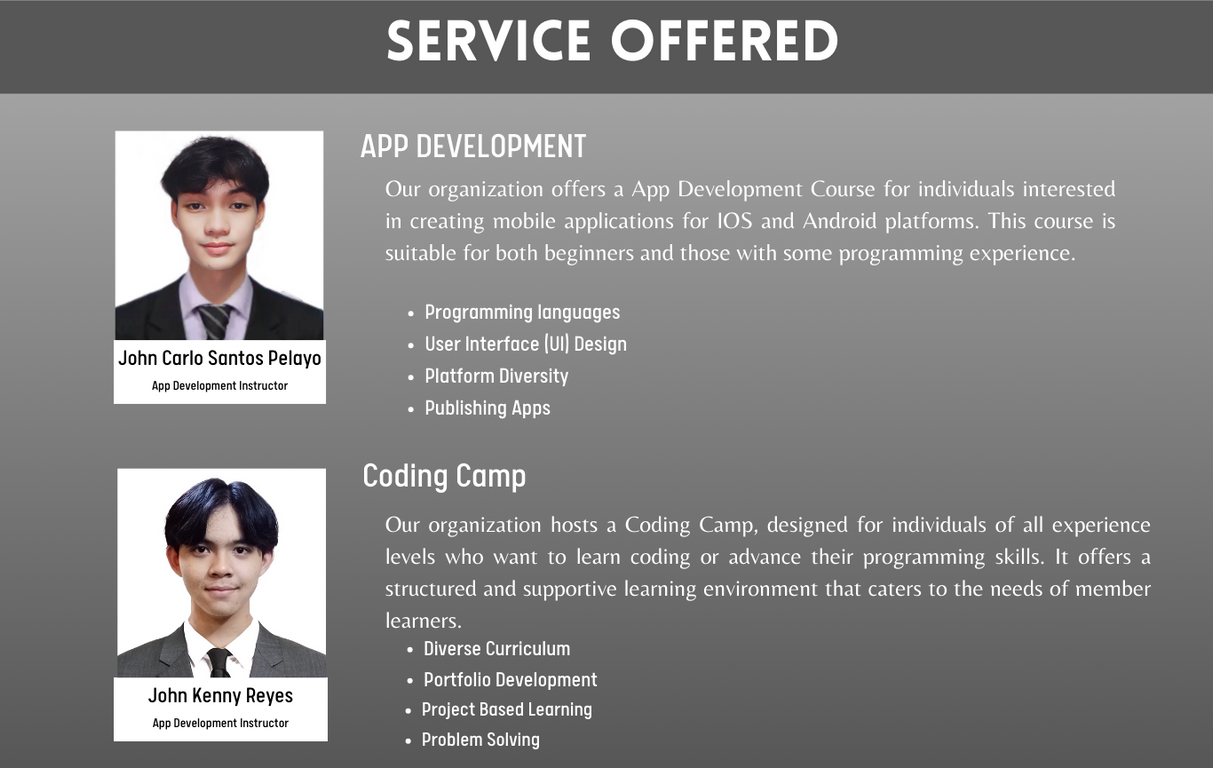 SERVICE OFFERED
APP DEVELOPMENT
Our organization offers a App Development Course for individuals interested
in creating mobile applications for IOS and Android platforms. This course is
suitable for both beginners and those with some programming experience.
Programming languages
User Interface (UI) Design
Platform Diversity
Publishing Apps
John Carlo Santos Pelayo
App Development Instructor
Coding Camp
Our organization hosts a Coding Camp, designed for individuals of all experience
levels who want to learn coding or advance their programming skills. It offers a
structured and supportive learning environment that caters to the needs of member
learners.
Diverse Curriculum
Portfolio Development
Project Based Learning
Problem Solving
John Kenny Reyes
App Development Instructor